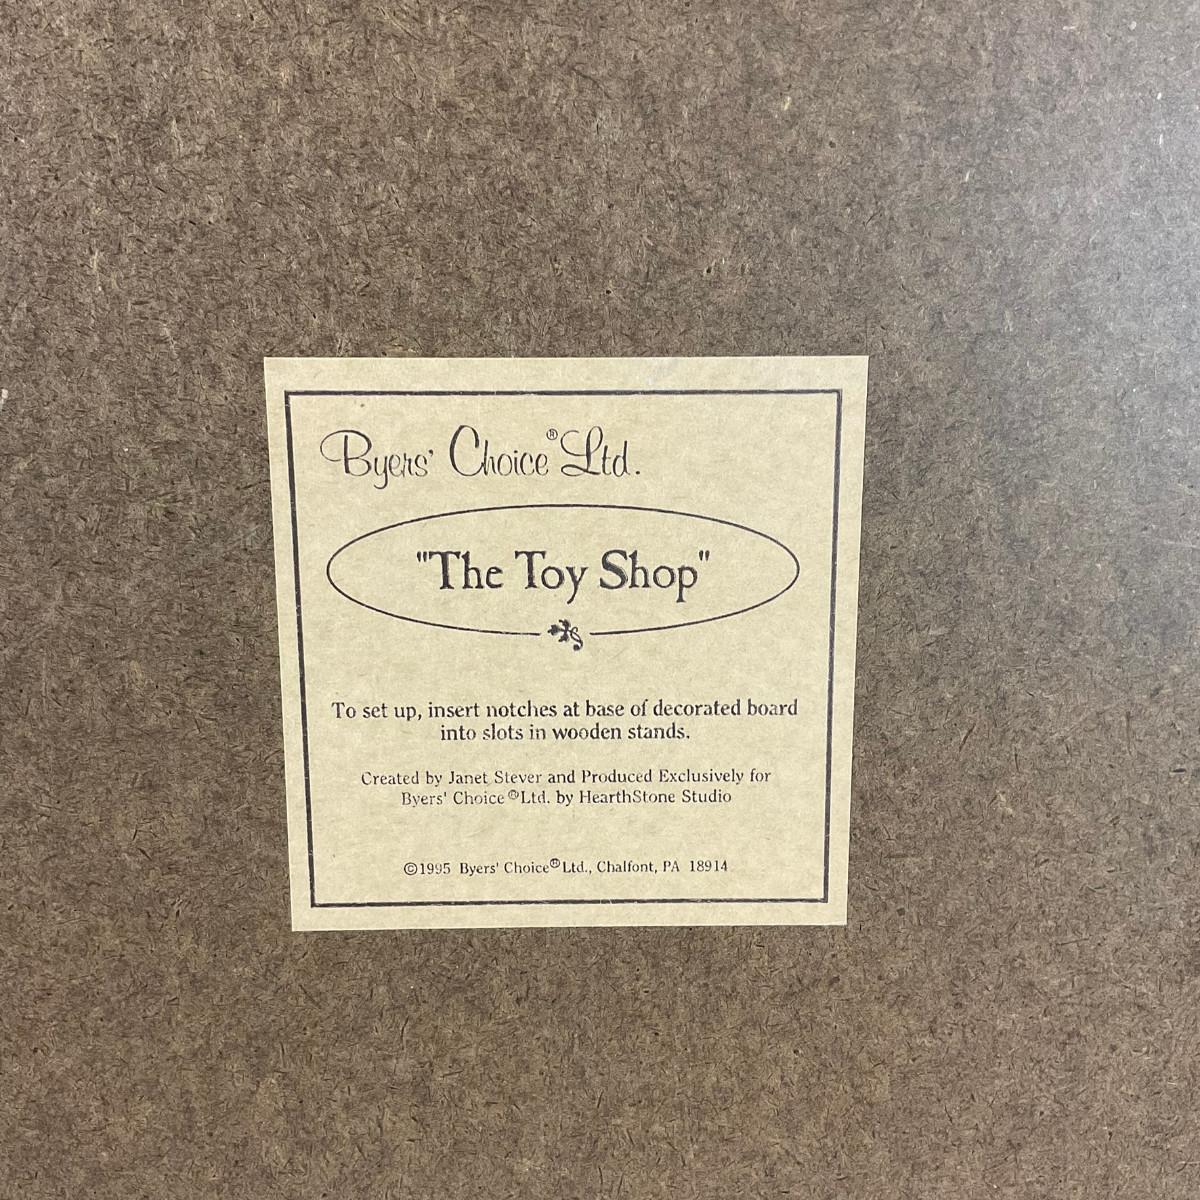 Byers' Choice® Ltd.
"The Toy Shop"
To set up, insert notches at base of decorated board
into slots in wooden stands.
Created by Janet Stever and Produced Exclusively for
Byers' Choice ® Ltd. by HearthStone Studio
©1995 Byers' Choice® Ltd., Chalfont, PA 18914